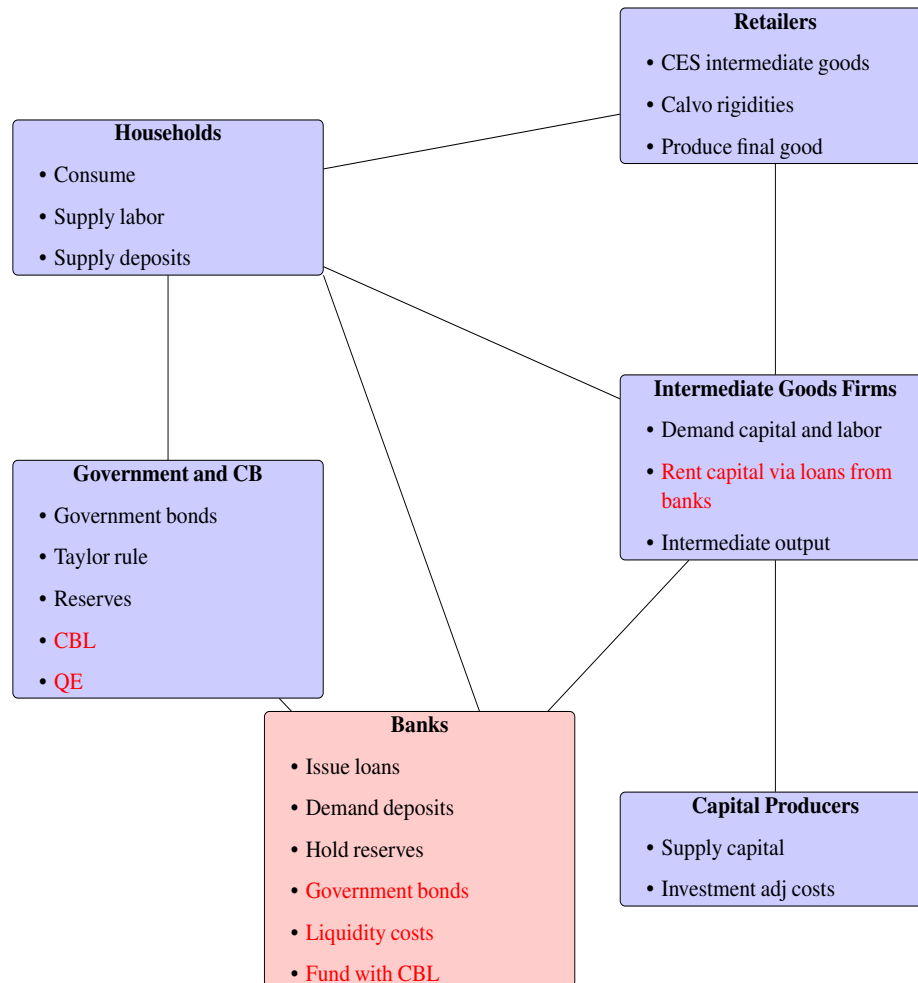 Retailers
• CES intermediate goods
• Calvo rigidities
• Produce final good
Households
• Consume
• Supply labor
• Supply deposits
Intermediate Goods Firms
• Demand capital and labor
• Rent capital via loans from
banks
• Intermediate output
Government and CB
• Government bonds
• Taylor rule
• Reserves
• CBL
• QE
Banks
• Issue loans
• Demand deposits
• Hold reserves
• Government bonds
• Liquidity costs
• Fund with CBL
Capital Producers
• Supply capital
• Investment adj costs